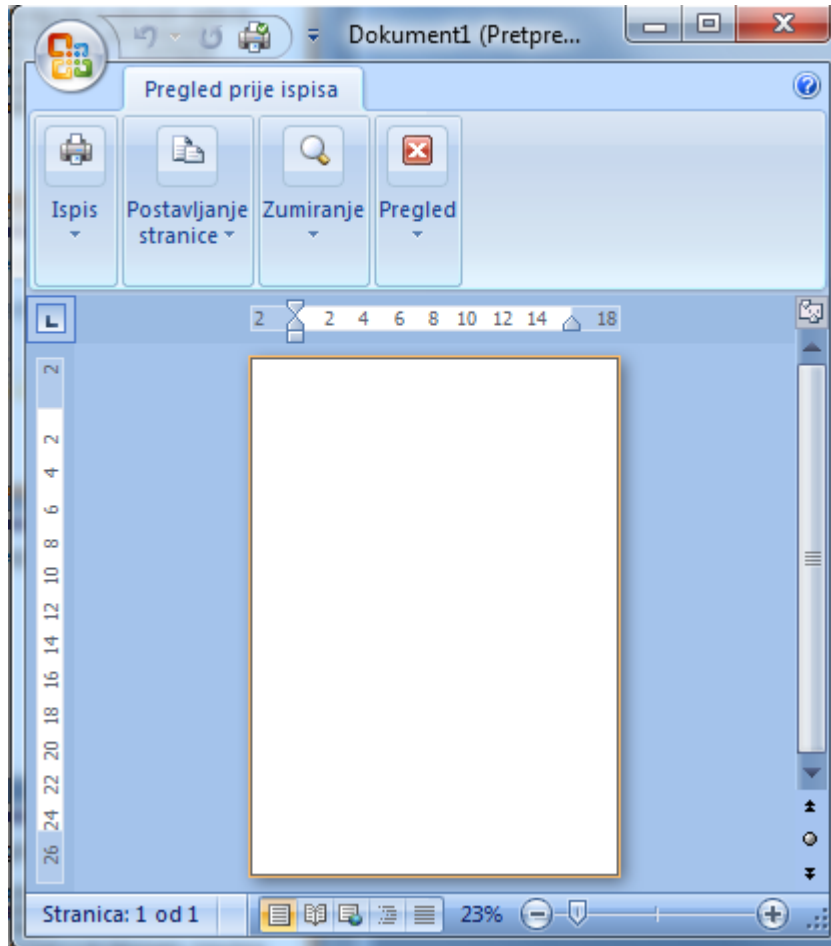 Dokument1 (Pretpre...
Pregled prije ispisa
Ispis
Postavljanje
stranice
Zumiranje
Pregled
L
2 2 4 6 8 10 12 14 18
2
2
4
6
8
10
12
14
16
18
20
22
24
26
Stranica: 1 od 1
23%